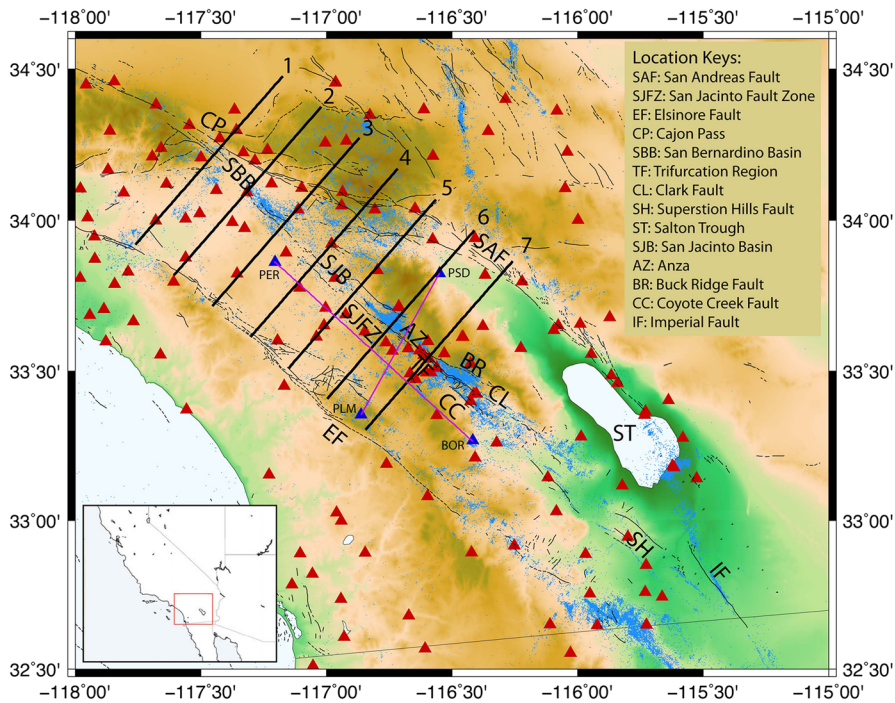 −118°00' −117°30' −117°00' −116°30' −116°00' −115°30' −115°00'
34°30' 34°30'
34°00' 34°00'
33°30' 33°30'
33°00' 33°00'
32°30' 32°30'
1
2
3
4
5
6
7
Location Keys:
SAF: San Andreas Fault
SJFZ: San Jacinto Fault Zone
EF: Elsinore Fault
CP: Cajon Pass
SBB: San Bernardino Basin
TF: Trifurcation Region
CL: Clark Fault
SH: Superstion Hills Fault
ST: Salton Trough
SJB: San Jacinto Basin
AZ: Anza
BR: Buck Ridge Fault
CC: Coyote Creek Fault
IF: Imperial Fault
CP
SBB
SAF
PER
SJB
PSD
SJFZ
AZ
TF
BR
CL
CC
PLM
EF
BOR
ST
SH
IF
−118°00' −117°30' −117°00' −116°30' −116°00' −115°30' −115°00'